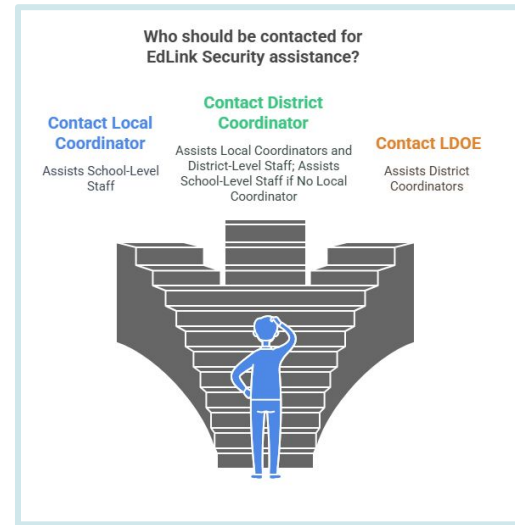 Who should be contacted for
EdLink Security assistance?
Contact Local
Coordinator
Assists School-Level
Staff
Contact District
Coordinator
Assists Local Coordinators and
District-Level Staff; Assists
School-Level Staff if No Local
Coordinator
Contact LDOE
Assists District
Coordinators